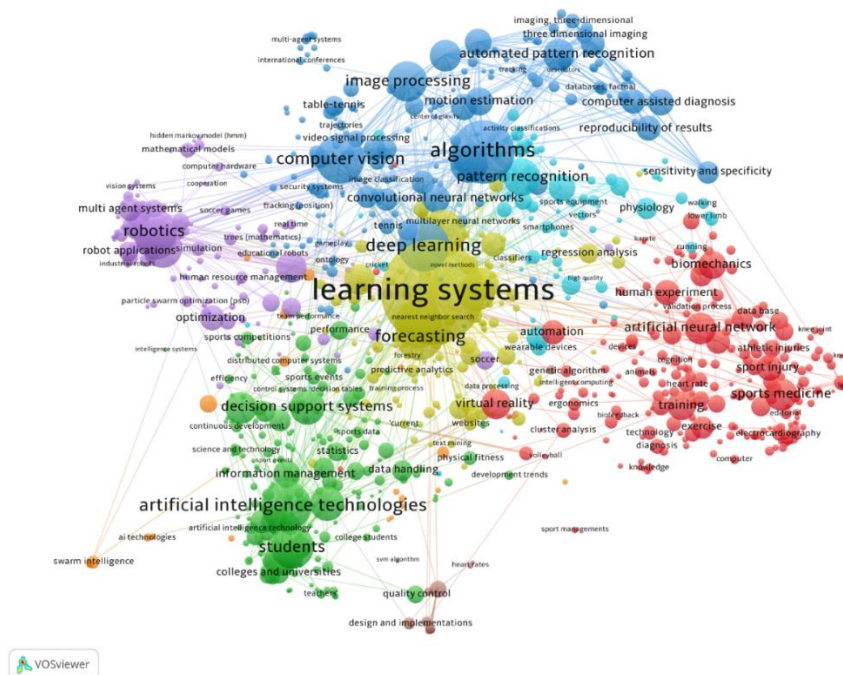 imaging, three-dimensional
three dimensional imaging
multi-agent systems
automated pattern recognition
international conferences
tracking
databases, factual
image processing
motion estimation
computer assisted diagnosis
table-tennis
trajectories
activity classifications
reproducibility of results
hidden markov model (hmm)
video signal processing
algorithms
mathematical models
computer vision
computer hardware
image classification
pattern recognition
sensitivity and specificity
vision systems
cooperation
security systems
convolutional neural networks
sports equipment
physiology
walking
lower limb
multi agent systems
soccer games
tracking (position)
multilayer neural networks
vectors
robotics
real time
tennis
smartphones
karate
running
robot applications
simulation
trees (mathematics)
gameplay
deep learning
regression analysis
industrial robots
educational robots
ontology
novel methods
classifiers
biomechanics
human resource management
cricket
high quality
human experiment
learning systems
validation process
particle swarm optimization (pso)
data base
optimization
team performance
nearest neighbor search
artificial neural network
knee joint
sports competitions
performance
forecasting
automation
devices
athletic injuries
intelligence systems
distributed computer systems
forestry
soccer
wearable devices
cognition
sport injury
efficiency
sports events
predictive analytics
genetic algorithm
animals
heart rate
control systems
decision tables
training process
data processing
intelligent computing
sports medicine
decision support systems
virtual reality
ergonomics
training
editorial
continuous development
current
websites
biofeedback
exercise
sports data
cluster analysis
technology
electrocardiography
science and technology
statistics
text mining
diagnosis
information management
data handling
physical fitness
volleyball
computer
development trends
knowledge
artificial intelligence technologies
artificial intelligence technology
college students
sport managements
ai technologies
students
swarm intelligence
svm algorithm
heart rates
colleges and universities
teachers
quality control
design and implementations
VOSviewer